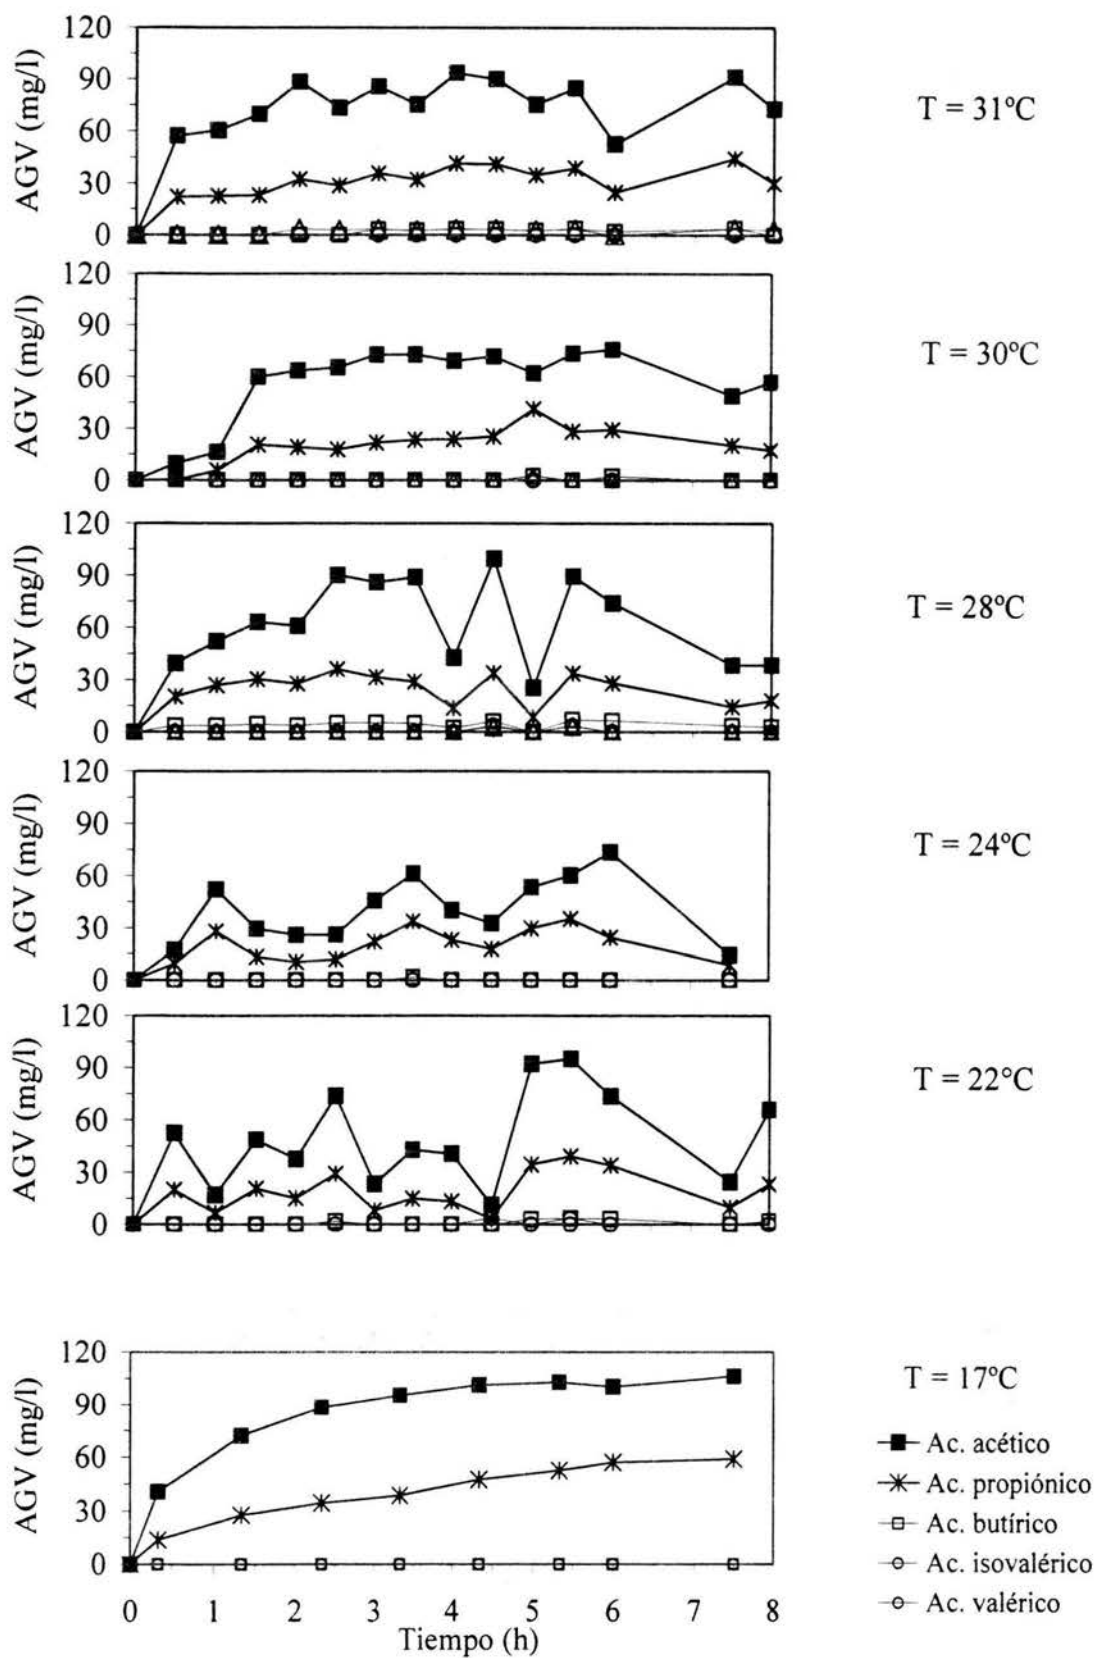 120
90
60
30
0
AGV (mg/l)
T = 31ºC
120
90
60
30
0
AGV (mg/l)
T = 30ºC
120
90
60
30
0
AGV (mg/l)
T = 28ºC
120
90
60
30
0
AGV (mg/l)
T = 24ºC
120
90
60
30
0
AGV (mg/l)
T = 22°C
120
90
60
30
0
AGV (mg/l)
0 1 2 3 4 5 6 7 8
Tiempo (h)
T = 17ºC
Ac. acético
Ac. propiónico
Ac. butírico
Ac. isovalérico
Ac. valérico